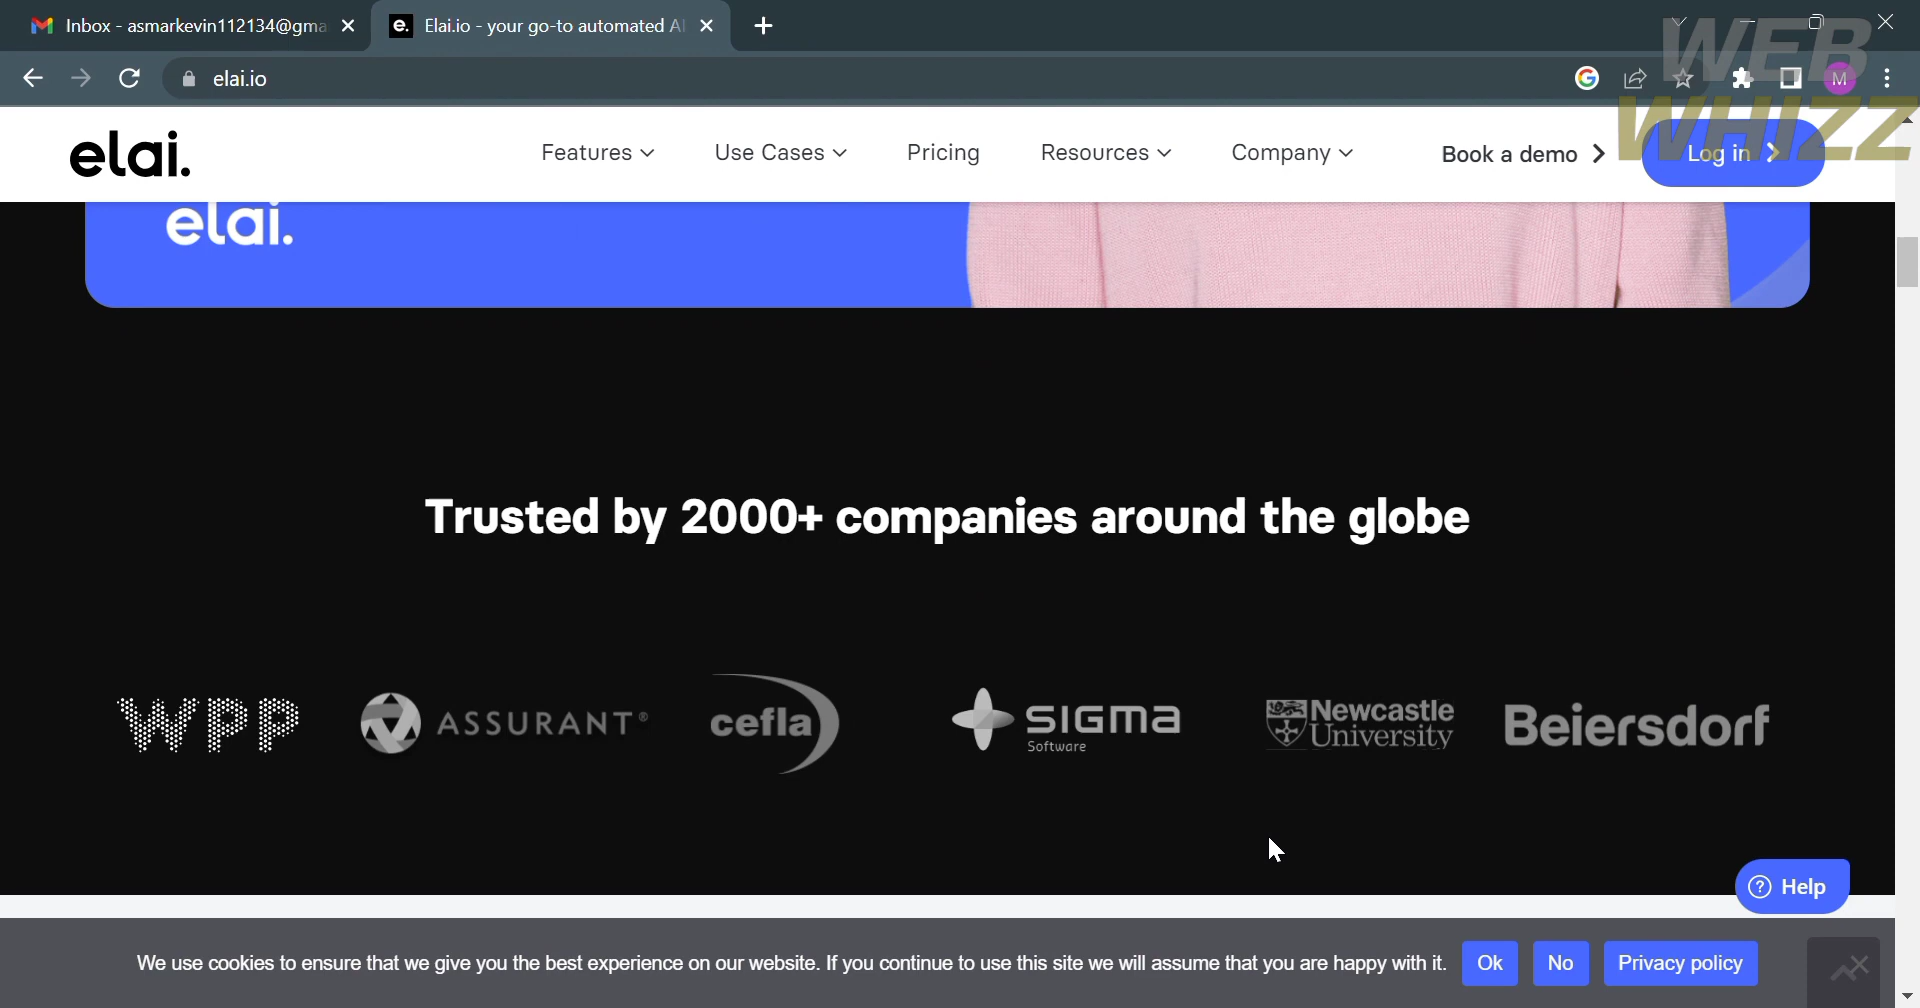 Inbox - asmarkevin112134@gma
e. Elai.io - your go-to automated AI
elai.io
M
WEB
WHIZZ
elai.
Features
Use Cases
Pricing
Resources
Company
Book a demo
Log in
elai.
Trusted by 2000+ companies around the globe
WPP
ASSURANT®
cefla
SIGMA
Software
Newcastle
University
Beiersdorf
? Help
We use cookies to ensure that we give you the best experience on our website. If you continue to use this site we will assume that you are happy with it.
Ok
No
Privacy policy